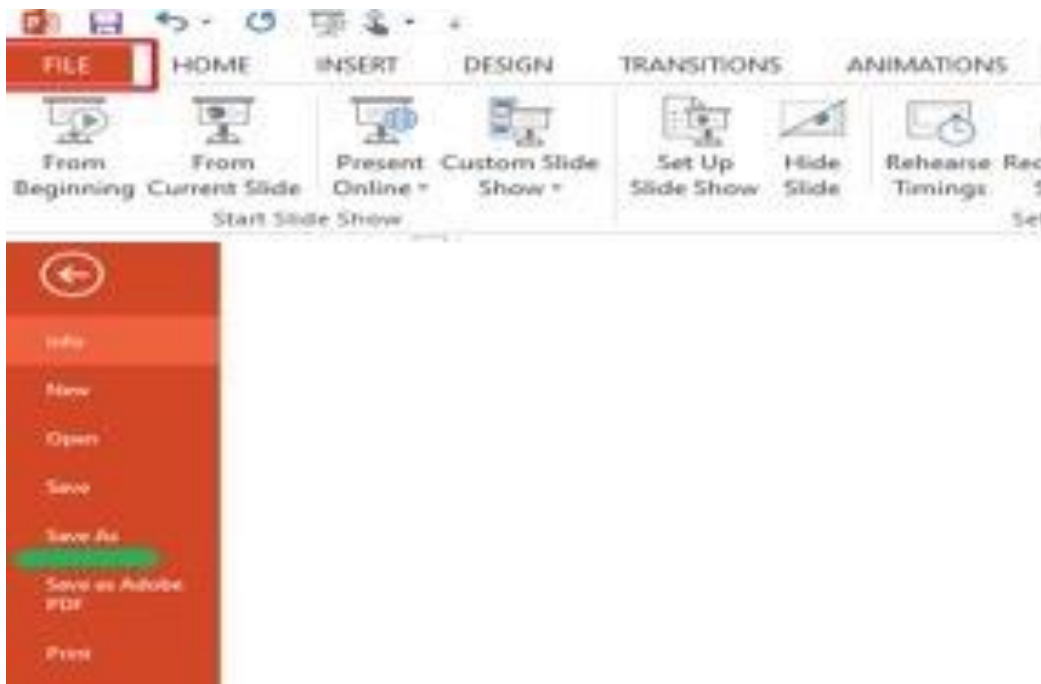 FILE HOME INSERT DESIGN TRANSITIONS ANIMATIONS
From From Present Custom Slide Set Up Hide Rehearse Rec
Beginning Current Slide Online Show Slide Show Slide Timings S
Start Slide Show Set
Info
New
Open
Save
Save As
Save as Adobe
PDF
Print